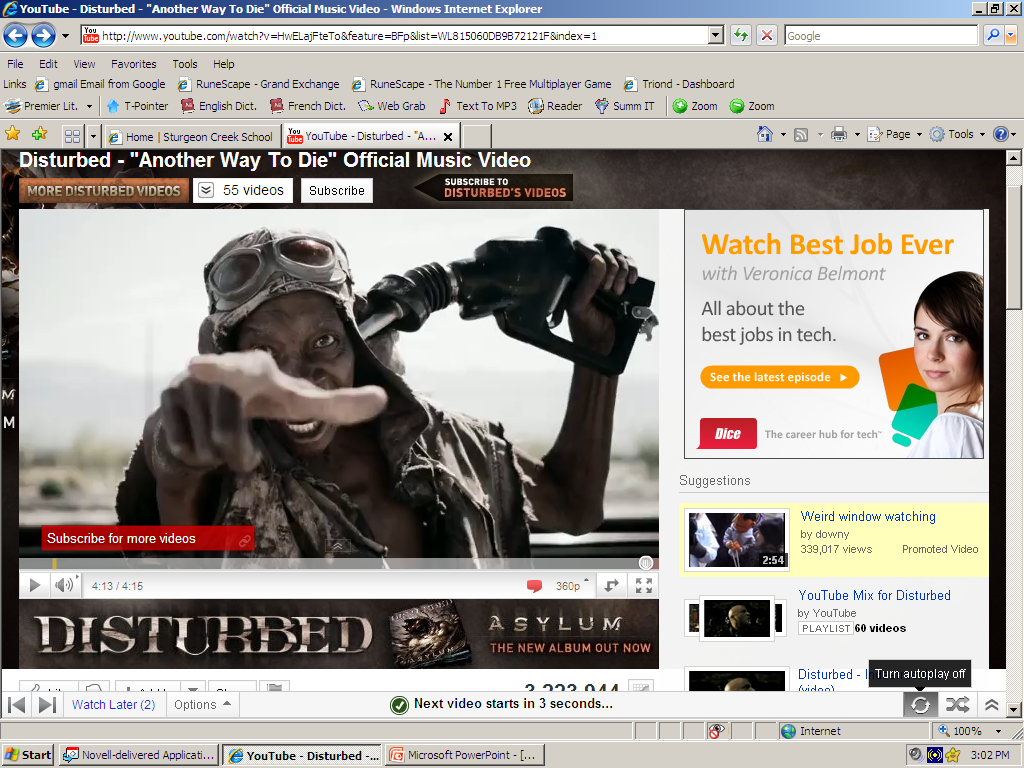 YouTube - Disturbed - "Another Way To Die" Official Music Video - Windows Internet Explorer
http://www.youtube.com/watch?v=HwELajFteTo&feature=BFp&list=WL815060DB9B72121F&index=1
Google
File Edit View Favorites Tools Help
Links gmail Email from Google RuneScape - Grand Exchange RuneScape - The Number 1 Free Multiplayer Game Triond - Dashboard
Premier Lit. T-Pointer English Dict. French Dict. Web Grab Text To MP3 Reader Summ IT Zoom Zoom
Home | Sturgeon Creek School YouTube - Disturbed - "A... Page Tools
Disturbed - "Another Way To Die" Official Music Video
MORE DISTURBED VIDEOS 55 videos Subscribe SUBSCRIBE TO
DISTURBED'S VIDEOS
Watch Best Job Ever
with Veronica Belmont
All about the
best jobs in tech.
See the latest episode
Dice The career hub for tech™
M
M
Subscribe for more videos
4:13 / 4:15 360p
DISTURBED ASYLUM
THE NEW ALBUM OUT NOW
Suggestions
Weird window watching
by downy
339,017 views Promoted Video
2:54
YouTube Mix for Disturbed
by YouTube
PLAYLIST 60 videos
Disturbed -
(video)
Turn autoplay off
3,223,944
Watch Later (2) Options Next video starts in 3 seconds...
Internet 100%
Start Novell-delivered Applicati... YouTube - Disturbed -... Microsoft PowerPoint - [... 3:02 PM